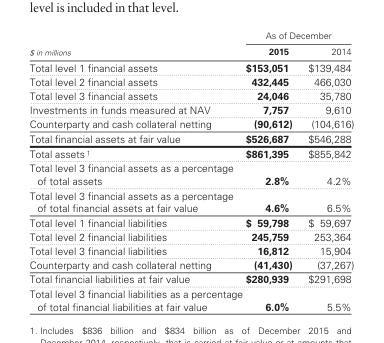 level is included in that level.
As of December
$ in millions 2015 2014
Total level 1 financial assets $153,051 $139,484
Total level 2 financial assets 432,445 466,030
Total level 3 financial assets 24,046 35,780
Investments in funds measured at NAV 7,757 9,610
Counterparty and cash collateral netting (90,612) (104,616)
Total financial assets at fair value $526,687 $546,288
Total assets ¹ $861,395 $855,842
Total level 3 financial assets as a percentage
of total assets 2.8% 4.2%
Total level 3 financial assets as a percentage
of total financial assets at fair value 4.6% 6.5%
Total level 1 financial liabilities $ 59,798 $ 59,697
Total level 2 financial liabilities 245,759 253,364
Total level 3 financial liabilities 16,812 15,904
Counterparty and cash collateral netting (41,430) (37,267)
Total financial liabilities at fair value $280,939 $291,698
Total level 3 financial liabilities as a percentage
of total financial liabilities at fair value 6.0% 5.5%
1. Includes $836 billion and $834 billion as of December 2015 and
December 2014, respectively, that is carried at fair value or at amounts that